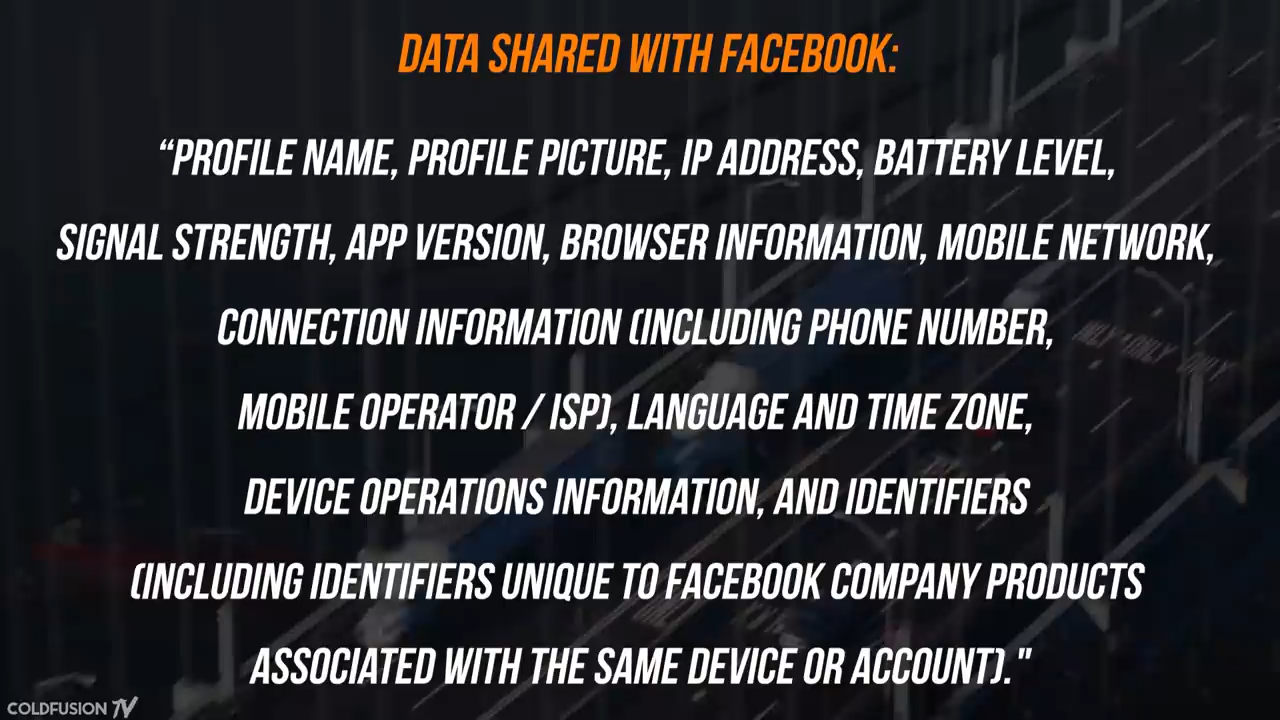 DATA SHARED WITH FACEBOOK:
“PROFILE NAME, PROFILE PICTURE, IP ADDRESS, BATTERY LEVEL,
SIGNAL STRENGTH, APP VERSION, BROWSER INFORMATION, MOBILE NETWORK,
CONNECTION INFORMATION (INCLUDING PHONE NUMBER,
MOBILE OPERATOR / ISP), LANGUAGE AND TIME ZONE,
DEVICE OPERATIONS INFORMATION, AND IDENTIFIERS
(INCLUDING IDENTIFIERS UNIQUE TO FACEBOOK COMPANY PRODUCTS
ASSOCIATED WITH THE SAME DEVICE OR ACCOUNT)."
COLDFUSION TV